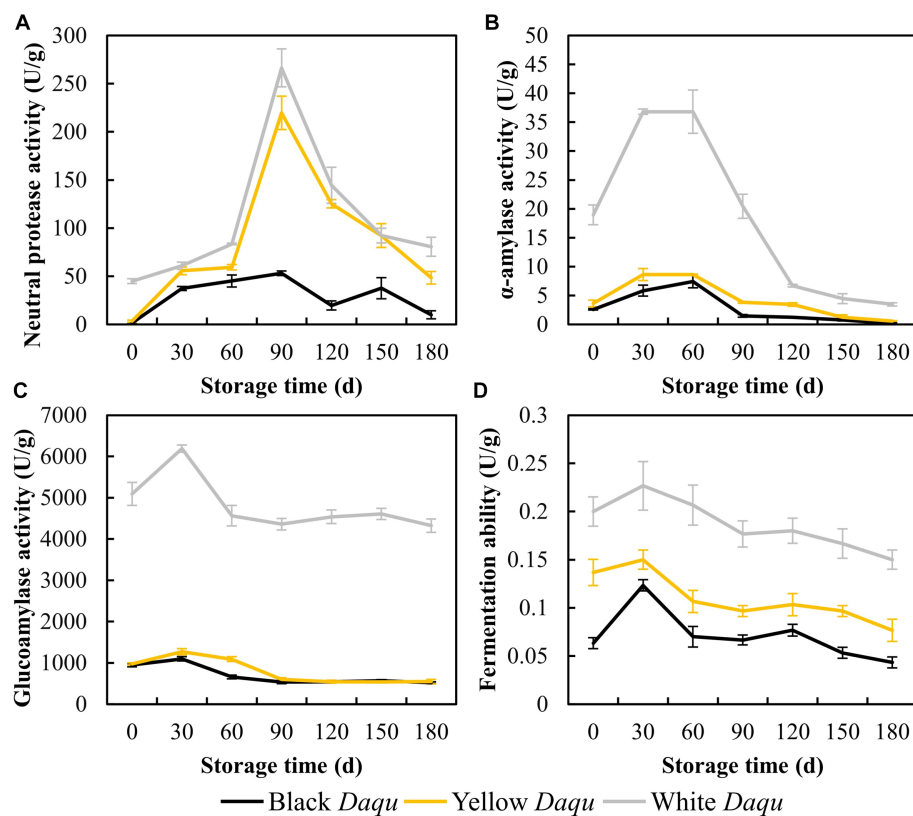 A
Neutral protease activity (U/g)
300
250
200
150
100
50
0
0 30 60 90 120 150 180
Storage time (d)
B
α-amylase activity (U/g)
50
45
40
35
30
25
20
15
10
5
0
0 30 60 90 120 150 180
Storage time (d)
C
Glucoamylase activity (U/g)
7000
6000
5000
4000
3000
2000
1000
0
0 30 60 90 120 150 180
Storage time (d)
D
Fermentation ability (U/g)
0.3
0.25
0.2
0.15
0.1
0.05
0
0 30 60 90 120 150 180
Storage time (d)
Black Daqu Yellow Daqu White Daqu